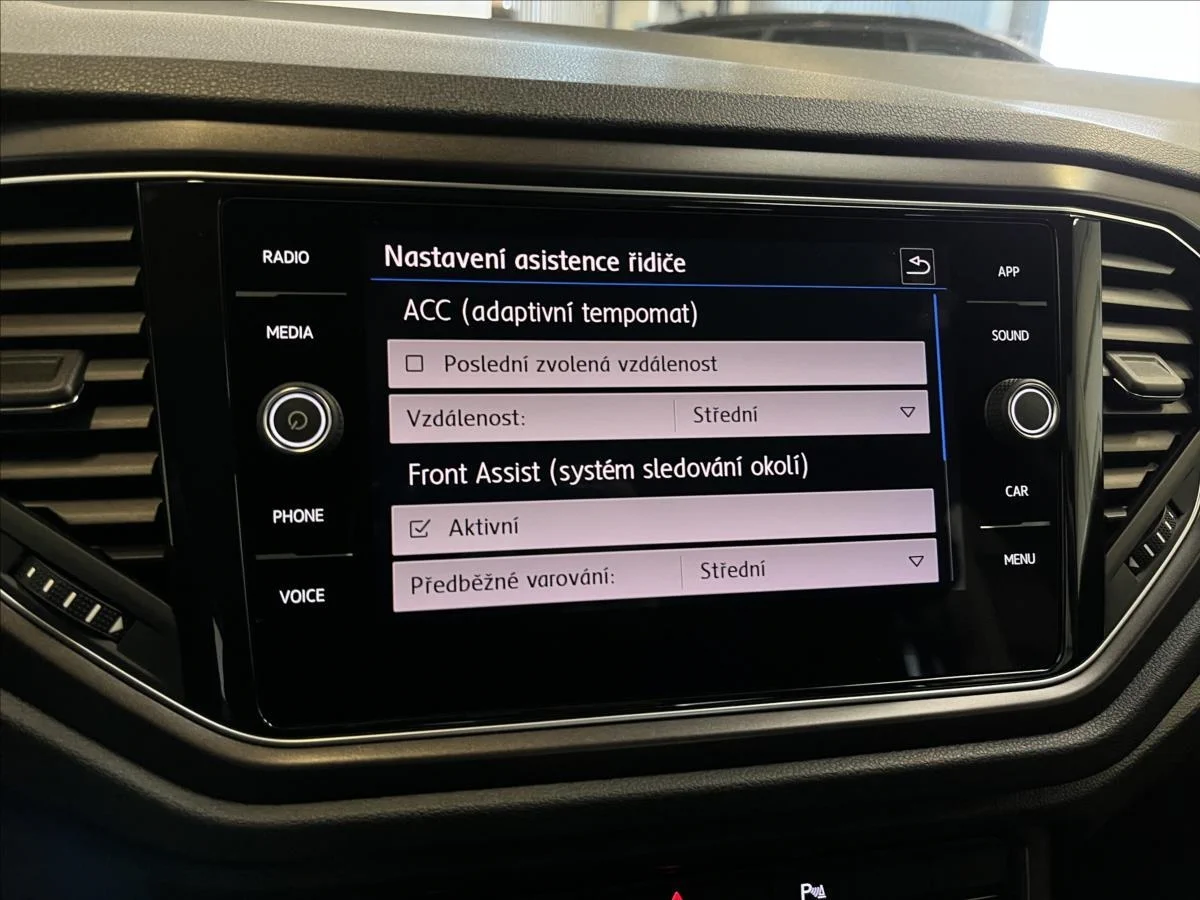 RADIO
MEDIA
PHONE
VOICE
Nastavení asistence řidiče
ACC (adaptivní tempomat)
Poslední zvolená vzdálenost
Vzdálenost: Střední
Front Assist (systém sledování okolí)
Aktivní
Předběžné varování: Střední
APP
SOUND
CAR
MENU
P